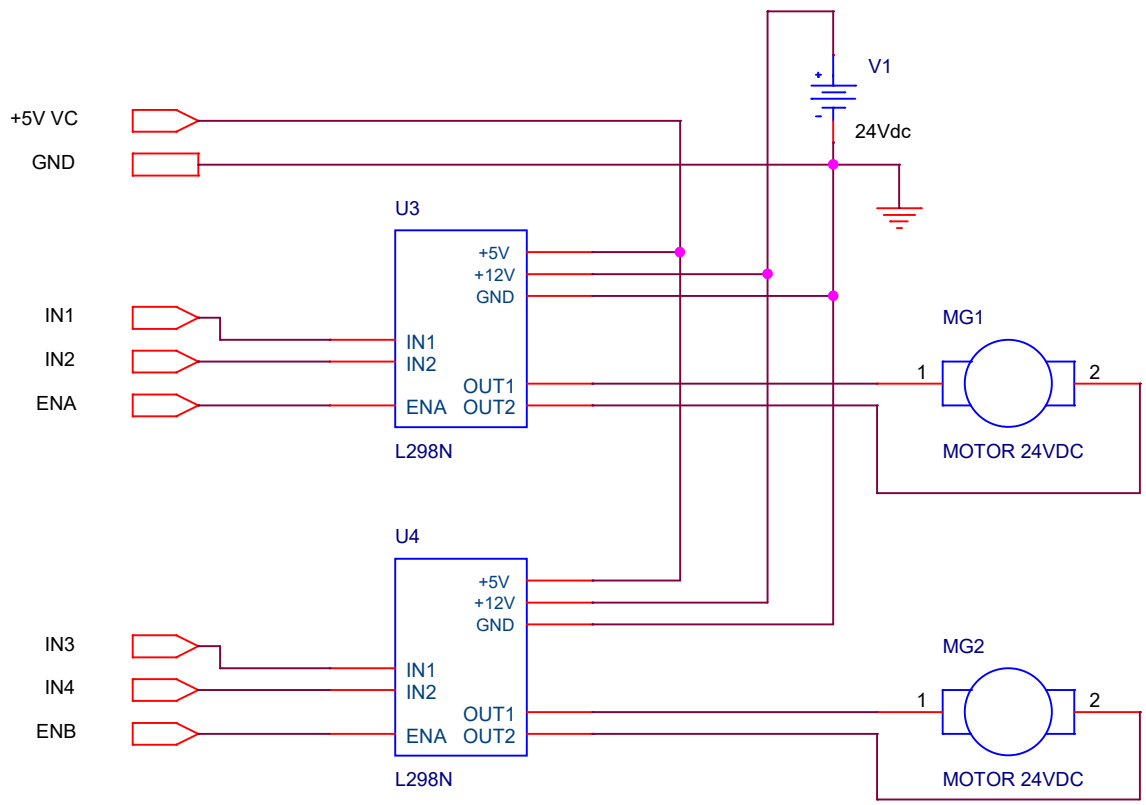 V1
+
-
24Vdc
+5V VC
GND
U3
+5V
+12V
GND
IN1
IN2
ENA
IN1
IN2
ENA
OUT1
OUT2
L298N
MG1
1
2
MOTOR 24VDC
U4
+5V
+12V
GND
IN3
IN4
ENB
IN1
IN2
ENA
OUT1
OUT2
L298N
MG2
1
2
MOTOR 24VDC